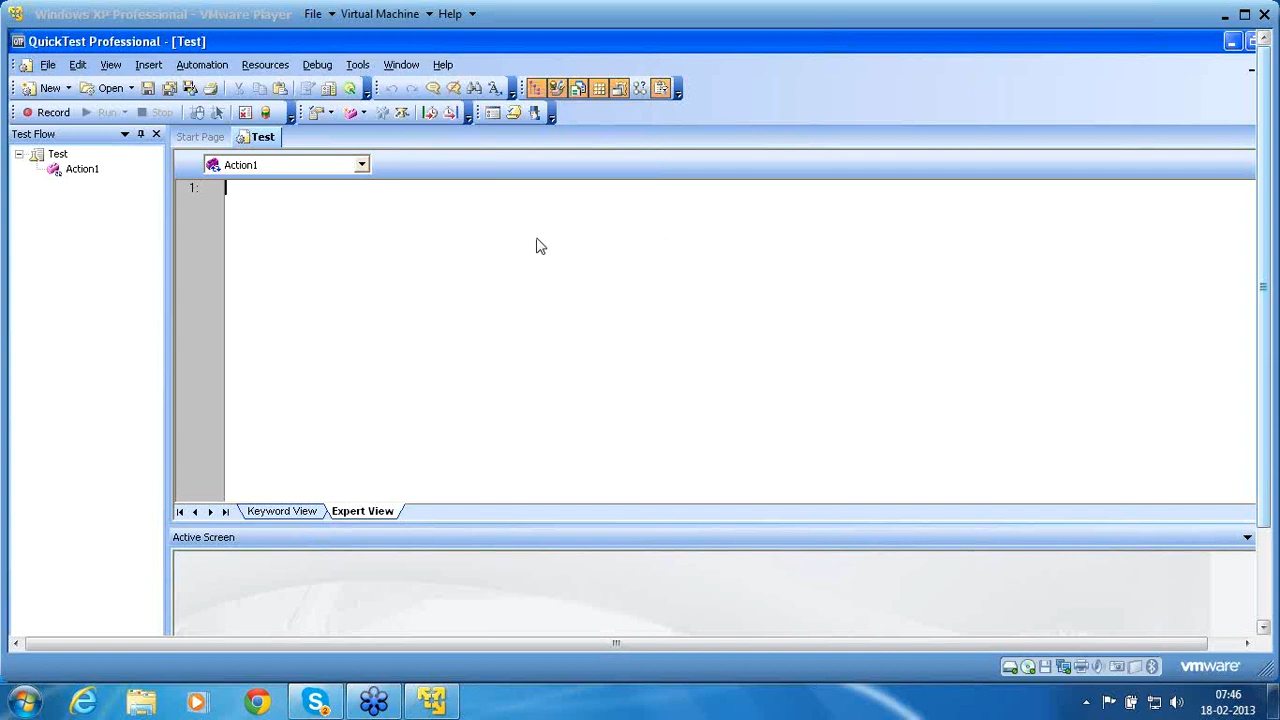 Windows XP Professional - VMware Player File Virtual Machine Help
QuickTest Professional - [Test]
File Edit View Insert Automation Resources Debug Tools Window Help
New Open
Record Run Stop
Test Flow
Start Page Test
Test
Action1
Action1
1:
Keyword View Expert View
Active Screen
vmware
2
07:46
18-02-2013